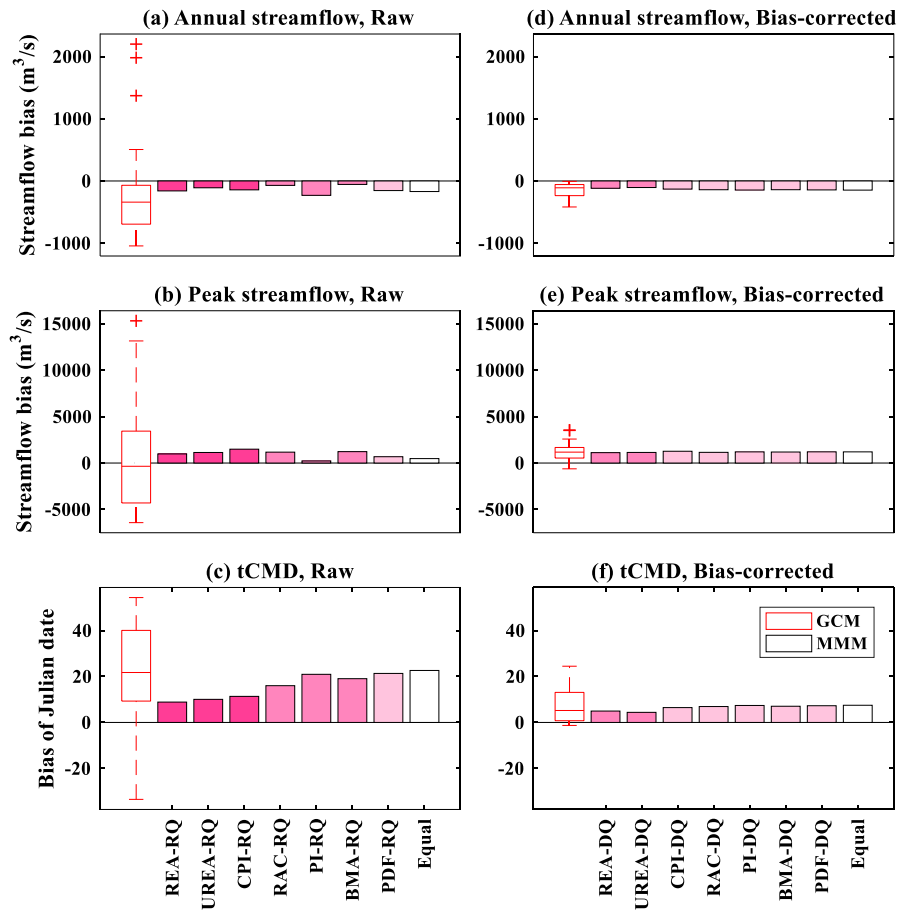 (a) Annual streamflow, Raw
Streamflow bias (m³/s)
2000
1000
0
-1000
(d) Annual streamflow, Bias-corrected
2000
1000
0
-1000
(b) Peak streamflow, Raw
Streamflow bias (m³/s)
15000
10000
5000
0
-5000
(e) Peak streamflow, Bias-corrected
15000
10000
5000
0
-5000
(c) tCMD, Raw
Bias of Julian date
40
20
0
-20
REA-RQ
UREA-RQ
CPI-RQ
RAC-RQ
PI-RQ
BMA-RQ
PDF-RQ
Equal
(f) tCMD, Bias-corrected
40
20
0
-20
GCM
MMM
REA-DQ
UREA-DQ
CPI-DQ
RAC-DQ
PI-DQ
BMA-DQ
PDF-DQ
Equal